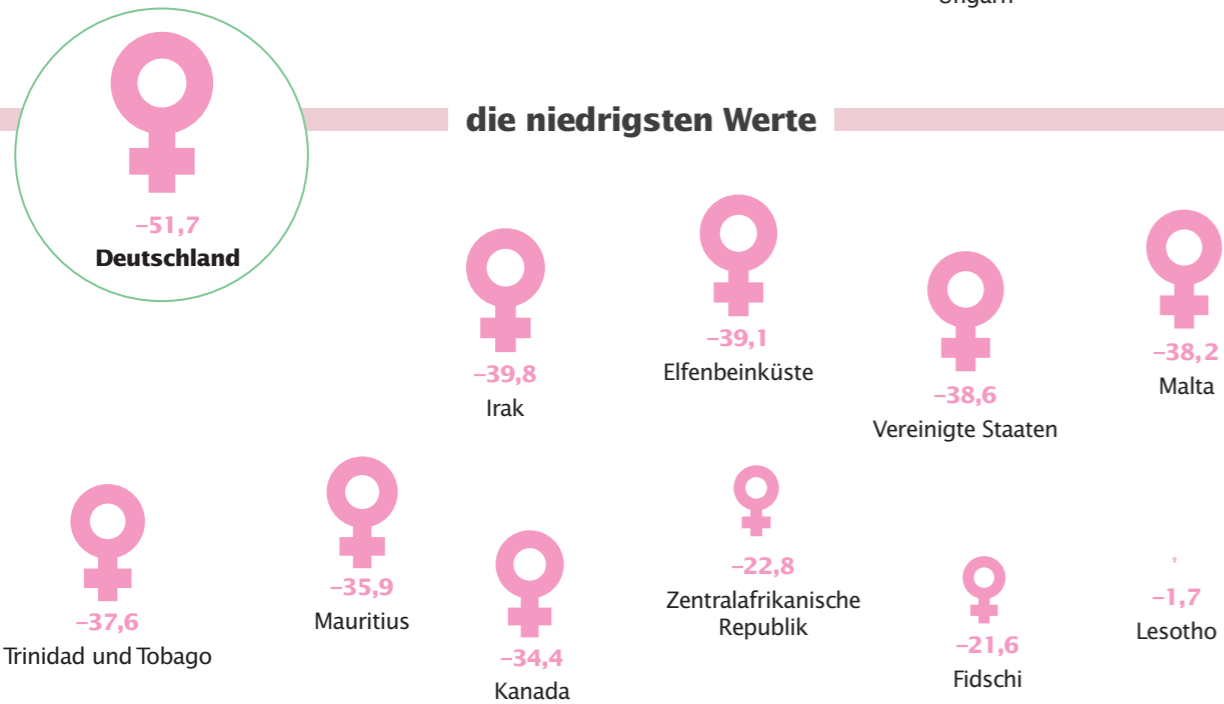 Ungarn
die niedrigsten Werte
–51,7
Deutschland
–39,8
Irak
–39,1
Elfenbeinküste
–38,6
Vereinigte Staaten
–38,2
Malta
–37,6
Trinidad und Tobago
–35,9
Mauritius
–34,4
Kanada
–22,8
Zentralafrikanische
Republik
–21,6
Fidschi
–1,7
Lesotho